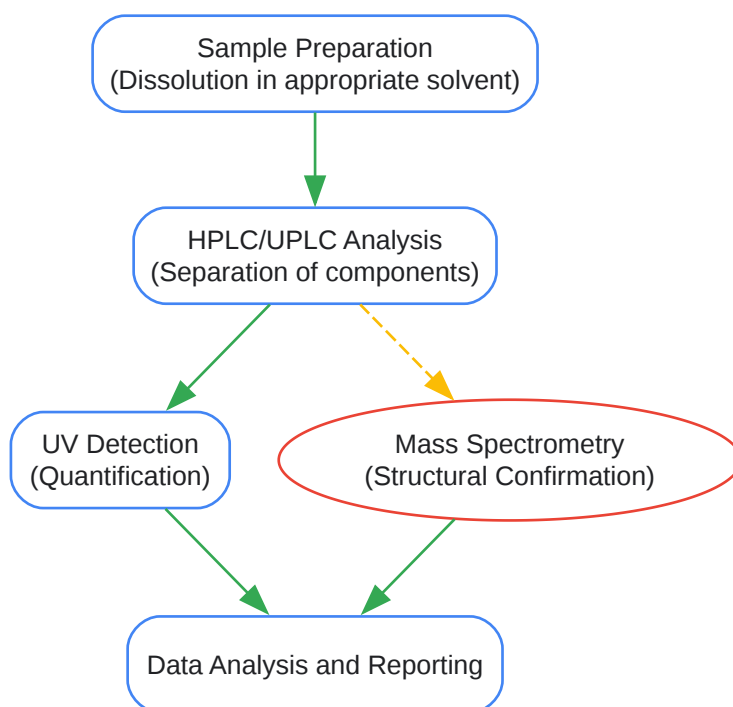 Sample Preparation
(Dissolution in appropriate solvent)
HPLC/UPLC Analysis
(Separation of components)
UV Detection
(Quantification)
Mass Spectrometry
(Structural Confirmation)
Data Analysis and Reporting